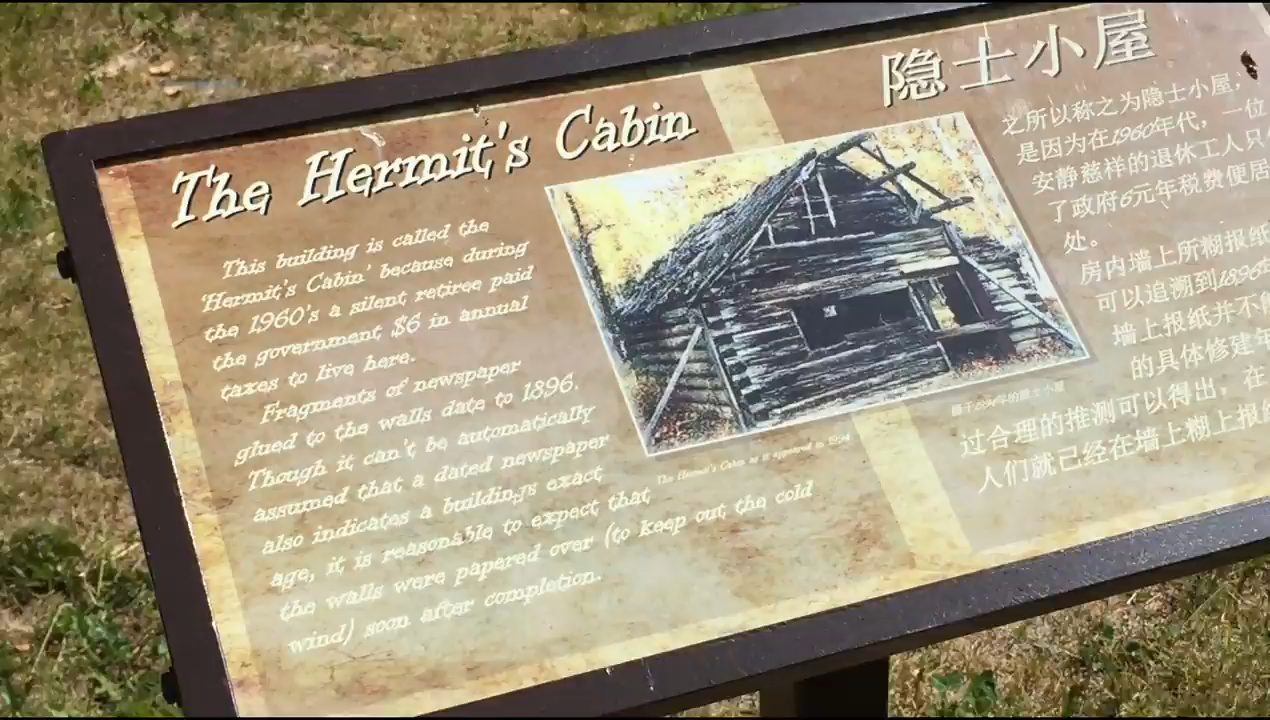 The Hermit's Cabin
This building is called the
'Hermit's Cabin' because during
the 1960's a silent retiree paid
the government $6 in annual
taxes to live here.
Fragments of newspaper
glued to the walls date to 1896.
Though it can't be automatically
assumed that a dated newspaper
also indicates a building's exact
age, it is reasonable to expect that
the walls were papered over (to keep out the cold
wind) soon after completion.
The Hermit's Cabin as it appeared in 1994
隐士小屋
之所以称之为隐士小屋,
是因为在1960年代，一位
安静慈祥的退休工人只
了政府6元年税费便居
处。
房内墙上所糊报纸
可以追溯到1896
墙上报纸并不
的具体修建
过合理的推测可以得出，在
人们就已经在墙上糊上报